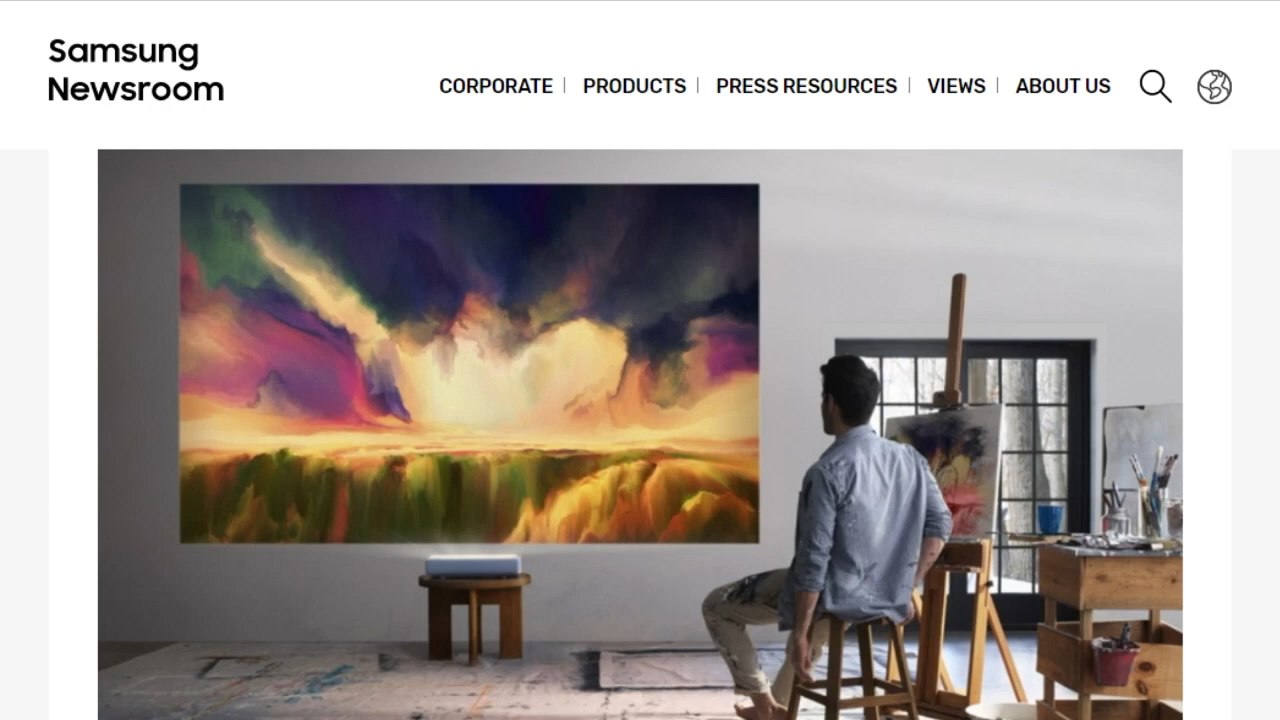 Samsung
Newsroom
CORPORATE
PRODUCTS
PRESS RESOURCES
VIEWS
ABOUT US